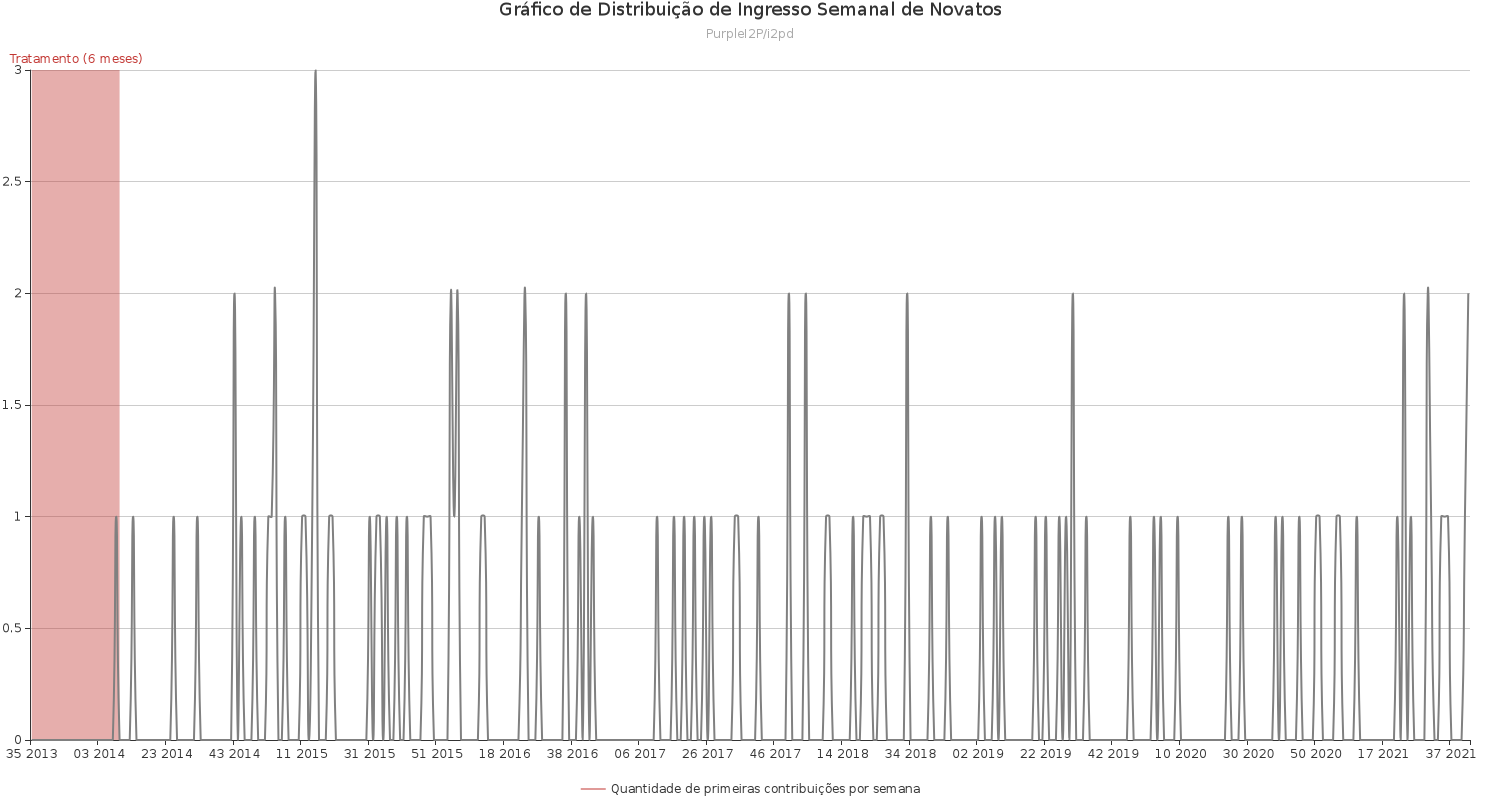 Gráfico de Distribuição de Ingresso Semanal de Novatos
PurpleI2P/i2pd
Tratamento (6 meses)
3
2.5
2
1.5
1
0.5
0
35 2013 03 2014 23 2014 43 2014 11 2015 31 2015 51 2015 18 2016 38 2016 06 2017 26 2017 46 2017 14 2018 34 2018 02 2019 22 2019 42 2019 10 2020 30 2020 50 2020 17 2021 37 2021
Quantidade de primeiras contribuições por semana